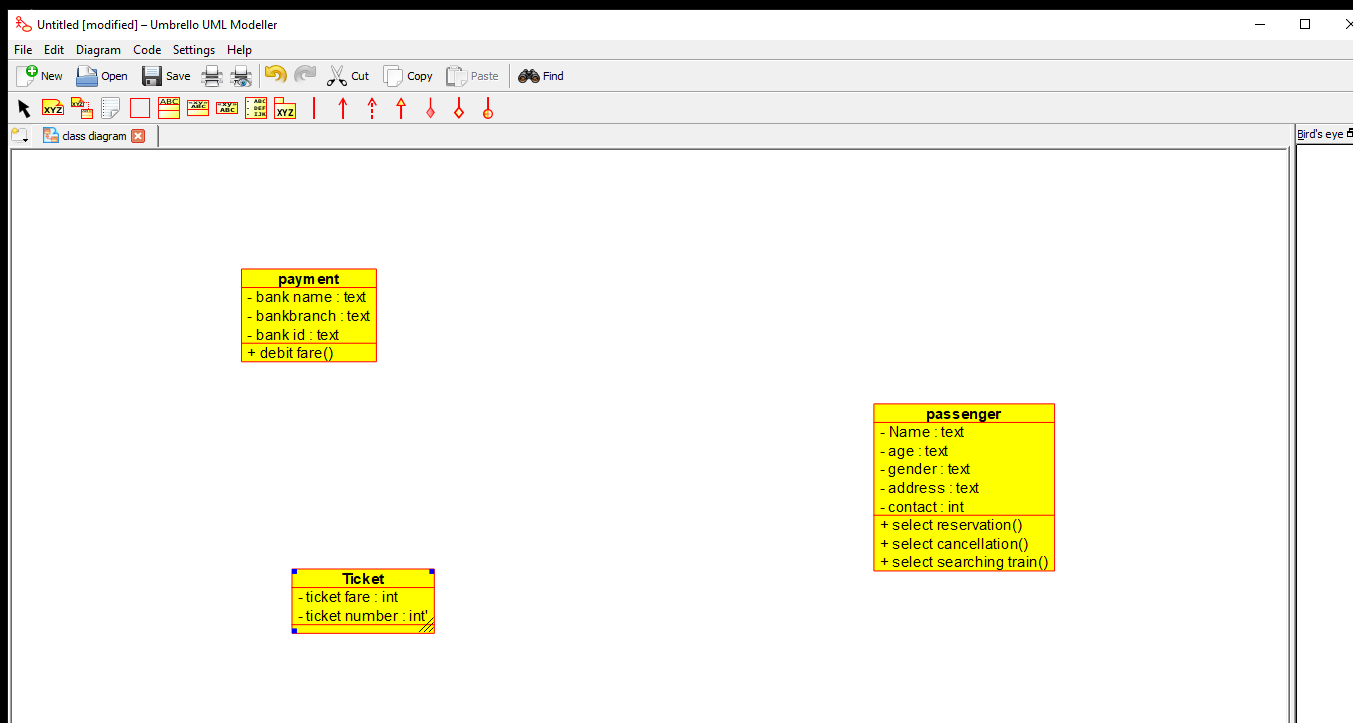 Untitled [modified] – Umbrello UML Modeller
File Edit Diagram Code Settings Help
New Open Save Cut Copy Paste Find
XYZ XYZ ABC -xy- ABC -xy- ABC ABC DEF IJK XYZ
class diagram
Bird's eye
payment
- bank name : text
- bankbranch : text
- bank id : text
+ debit fare()
passenger
- Name : text
- age : text
- gender : text
- address : text
- contact : int
+ select reservation()
+ select cancellation()
+ select searching train()
Ticket
- ticket fare : int
- ticket number : int'